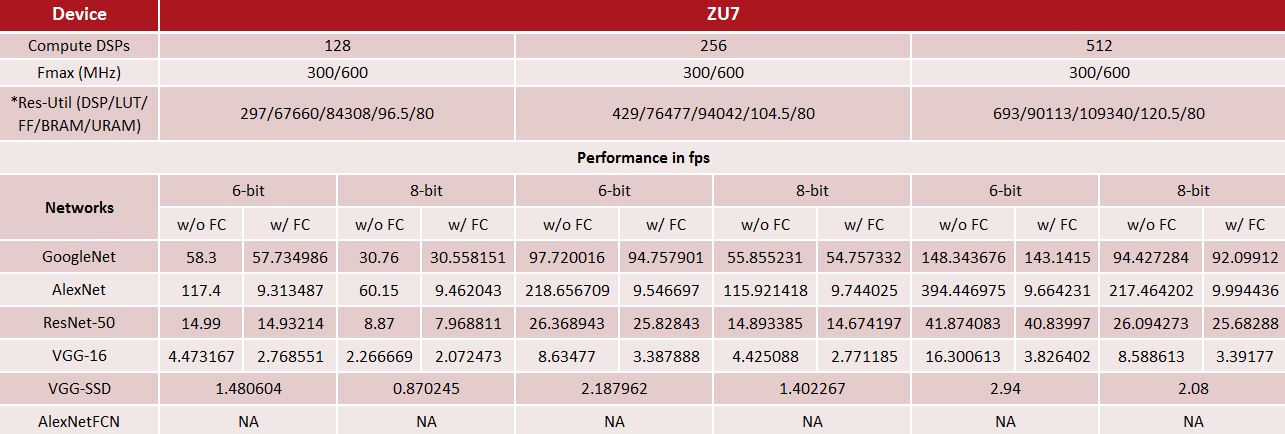 Device ZU7
Compute DSPs 128 256 512
Fmax (MHz) 300/600 300/600 300/600
*Res-Util (DSP/LUT/
FF/BRAM/URAM) 297/67660/84308/96.5/80 429/76477/94042/104.5/80 693/90113/109340/120.5/80
Performance in fps
Networks 6-bit 8-bit 6-bit 8-bit 6-bit 8-bit
w/o FC w/ FC w/o FC w/ FC w/o FC w/ FC w/o FC w/ FC w/o FC w/ FC w/o FC w/ FC
GoogleNet 58.3 57.734986 30.76 30.558151 97.720016 94.757901 55.855231 54.757332 148.343676 143.1415 94.427284 92.09912
AlexNet 117.4 9.313487 60.15 9.462043 218.656709 9.546697 115.921418 9.744025 394.446975 9.664231 217.464202 9.994436
ResNet-50 14.99 14.93214 8.87 7.968811 26.368943 25.82843 14.893385 14.674197 41.874083 40.83997 26.094273 25.68288
VGG-16 4.473167 2.768551 2.266669 2.072473 8.63477 3.387888 4.425088 2.771185 16.300613 3.826402 8.588613 3.39177
VGG-SSD 1.480604 0.870245 2.187962 1.402267 2.94 2.08
AlexNetFCN NA NA NA NA NA NA